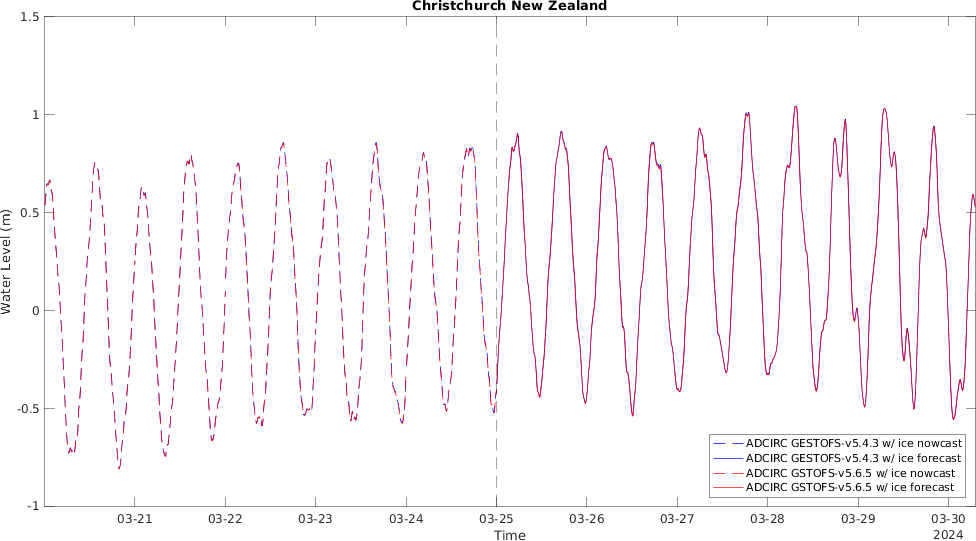 Christchurch New Zealand
1.5
1
0.5
0
-0.5
-1
Water Level (m)
03-21
03-22
03-23
03-24
03-25
03-26
03-27
03-28
03-29
03-30
2024
Time
ADCIRC GESTOFS-v5.4.3 w/ ice nowcast
ADCIRC GESTOFS-v5.4.3 w/ ice forecast
ADCIRC GSTOFS-v5.6.5 w/ ice nowcast
ADCIRC GSTOFS-v5.6.5 w/ ice forecast